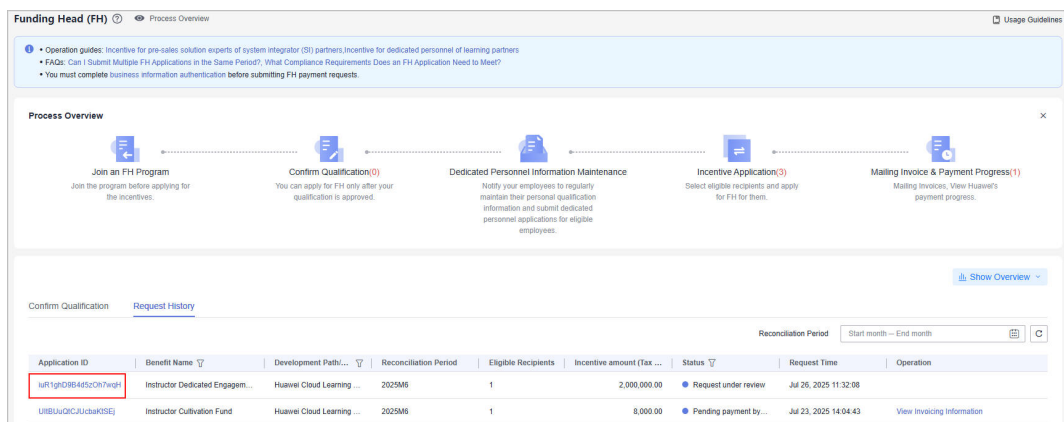 Funding Head (FH) Process Overview Usage Guidelines
• Operation guides: Incentive for pre-sales solution experts of system integrator (SI) partners,Incentive for dedicated personnel of learning partners
• FAQs: Can I Submit Multiple FH Applications in the Same Period?, What Compliance Requirements Does an FH Application Need to Meet?
• You must complete business information authentication before submitting FH payment requests.
Process Overview
Join an FH Program
Join the program before applying for
the incentives.
Confirm Qualification(0)
You can apply for FH only after your
qualification is approved.
Dedicated Personnel Information Maintenance
Notify your employees to regularly
maintain their personal qualification
information and submit dedicated
personnel applications for eligible
employees.
Incentive Application(3)
Select eligible recipients and apply
for FH for them.
Mailing Invoice & Payment Progress(1)
Mailing Invoices, View Huawei's
payment progress.
Show Overview
Confirm Qualification Request History
Reconciliation Period Start month -- End month
Application ID Benefit Name Development Path/... Reconciliation Period Eligible Recipients Incentive amount (Tax ... Status Request Time Operation
iuR1ghD9B4d5zOh7wqH Instructor Dedicated Engagem... Huawei Cloud Learning ... 2025M6 1 2,000,000.00 Request under review Jul 26, 2025 11:32:08
UltBUuQtCJUcbaKtSEj Instructor Cultivation Fund Huawei Cloud Learning ... 2025M6 1 8,000.00 Pending payment by... Jul 23, 2025 14:04:43 View Invoicing Information